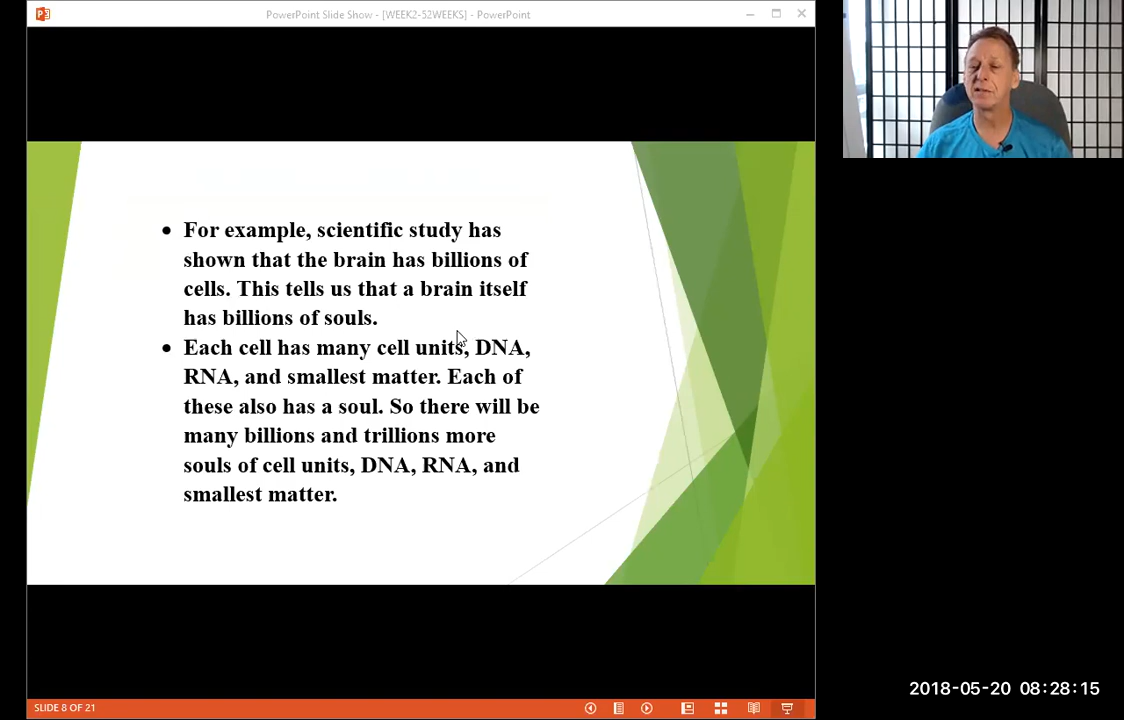 PowerPoint Slide Show - [WEEK2-52WEEKS] - PowerPoint
• For example, scientific study has
shown that the brain has billions of
cells. This tells us that a brain itself
has billions of souls.
• Each cell has many cell units, DNA,
RNA, and smallest matter. Each of
these also has a soul. So there will be
many billions and trillions more
souls of cell units, DNA, RNA, and
smallest matter.
2018-05-20 08:28:15
SLIDE 8 OF 21